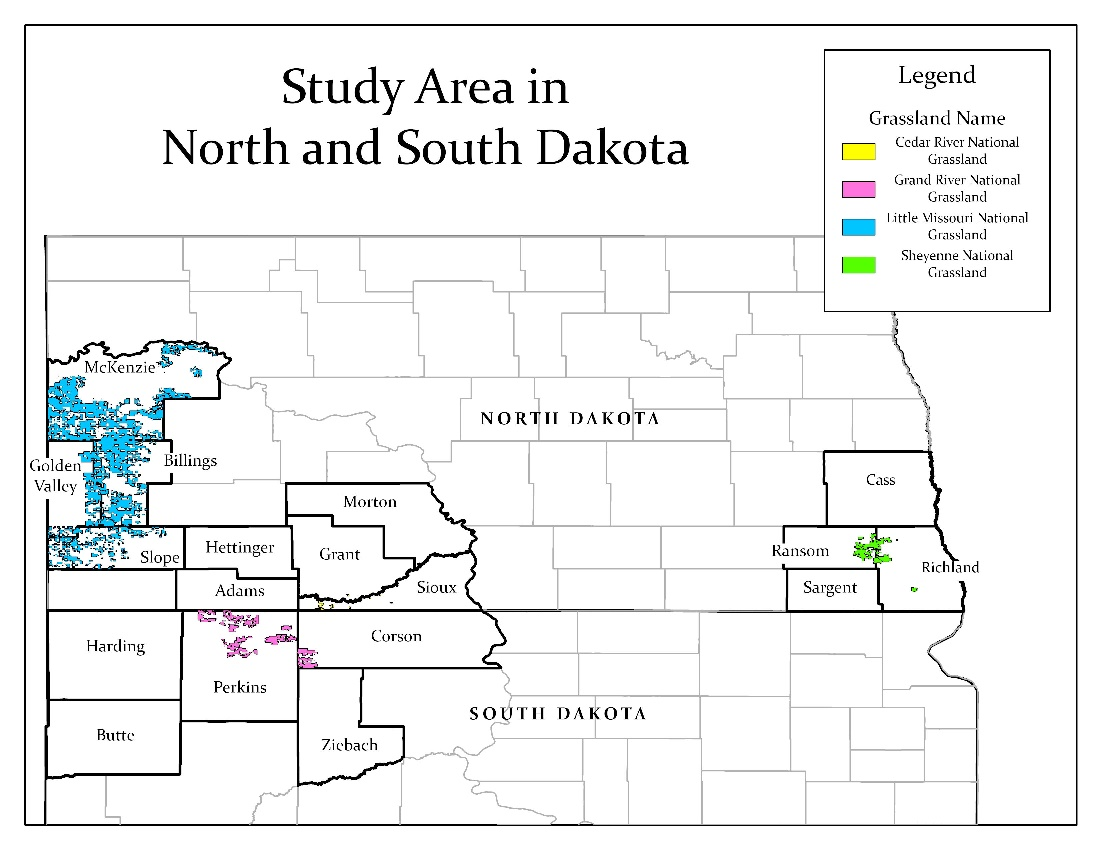 Study Area in
North and South Dakota
Legend
Grassland Name
Cedar River National
Grassland
Grand River National
Grassland
Little Missouri National
Grassland
Sheyenne National
Grassland
McKenzie
NORTH DAKOTA
Golden
Valley
Billings
Cass
Morton
Slope
Hettinger
Grant
Ransom
Richland
Adams
Sioux
Sargent
Harding
Corson
Perkins
SOUTH DAKOTA
Butte
Ziebach